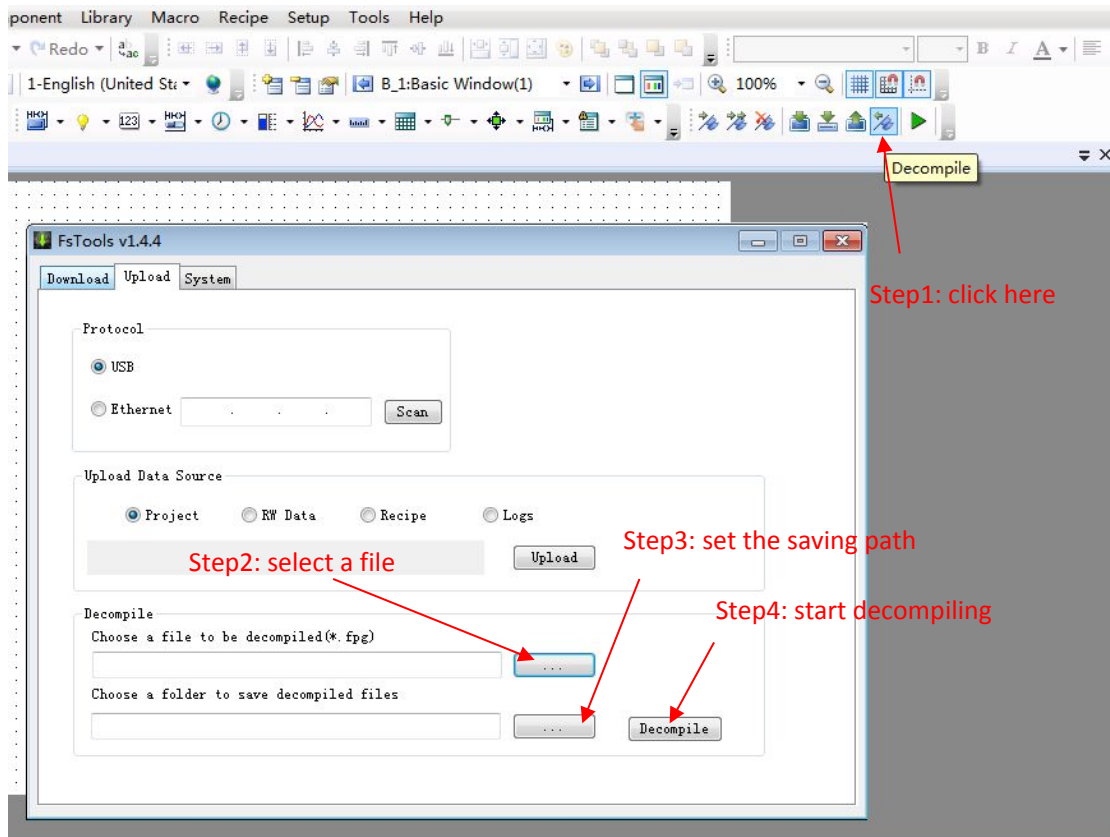 ponent Library Macro Recipe Setup Tools Help
Redo B I A
1-English (United Sta B_1:Basic Window(1) 100%
123
Decompile
FsTools v1.4.4
Download Upload System
Step1: click here
Protocol
USB
Ethernet . . . Scan
Upload Data Source
Project RW Data Recipe Logs
Step2: select a file Upload Step3: set the saving path
Decompile Step4: start decompiling
Choose a file to be decompiled(*.fpg)
...
Choose a folder to save decompiled files
... Decompile